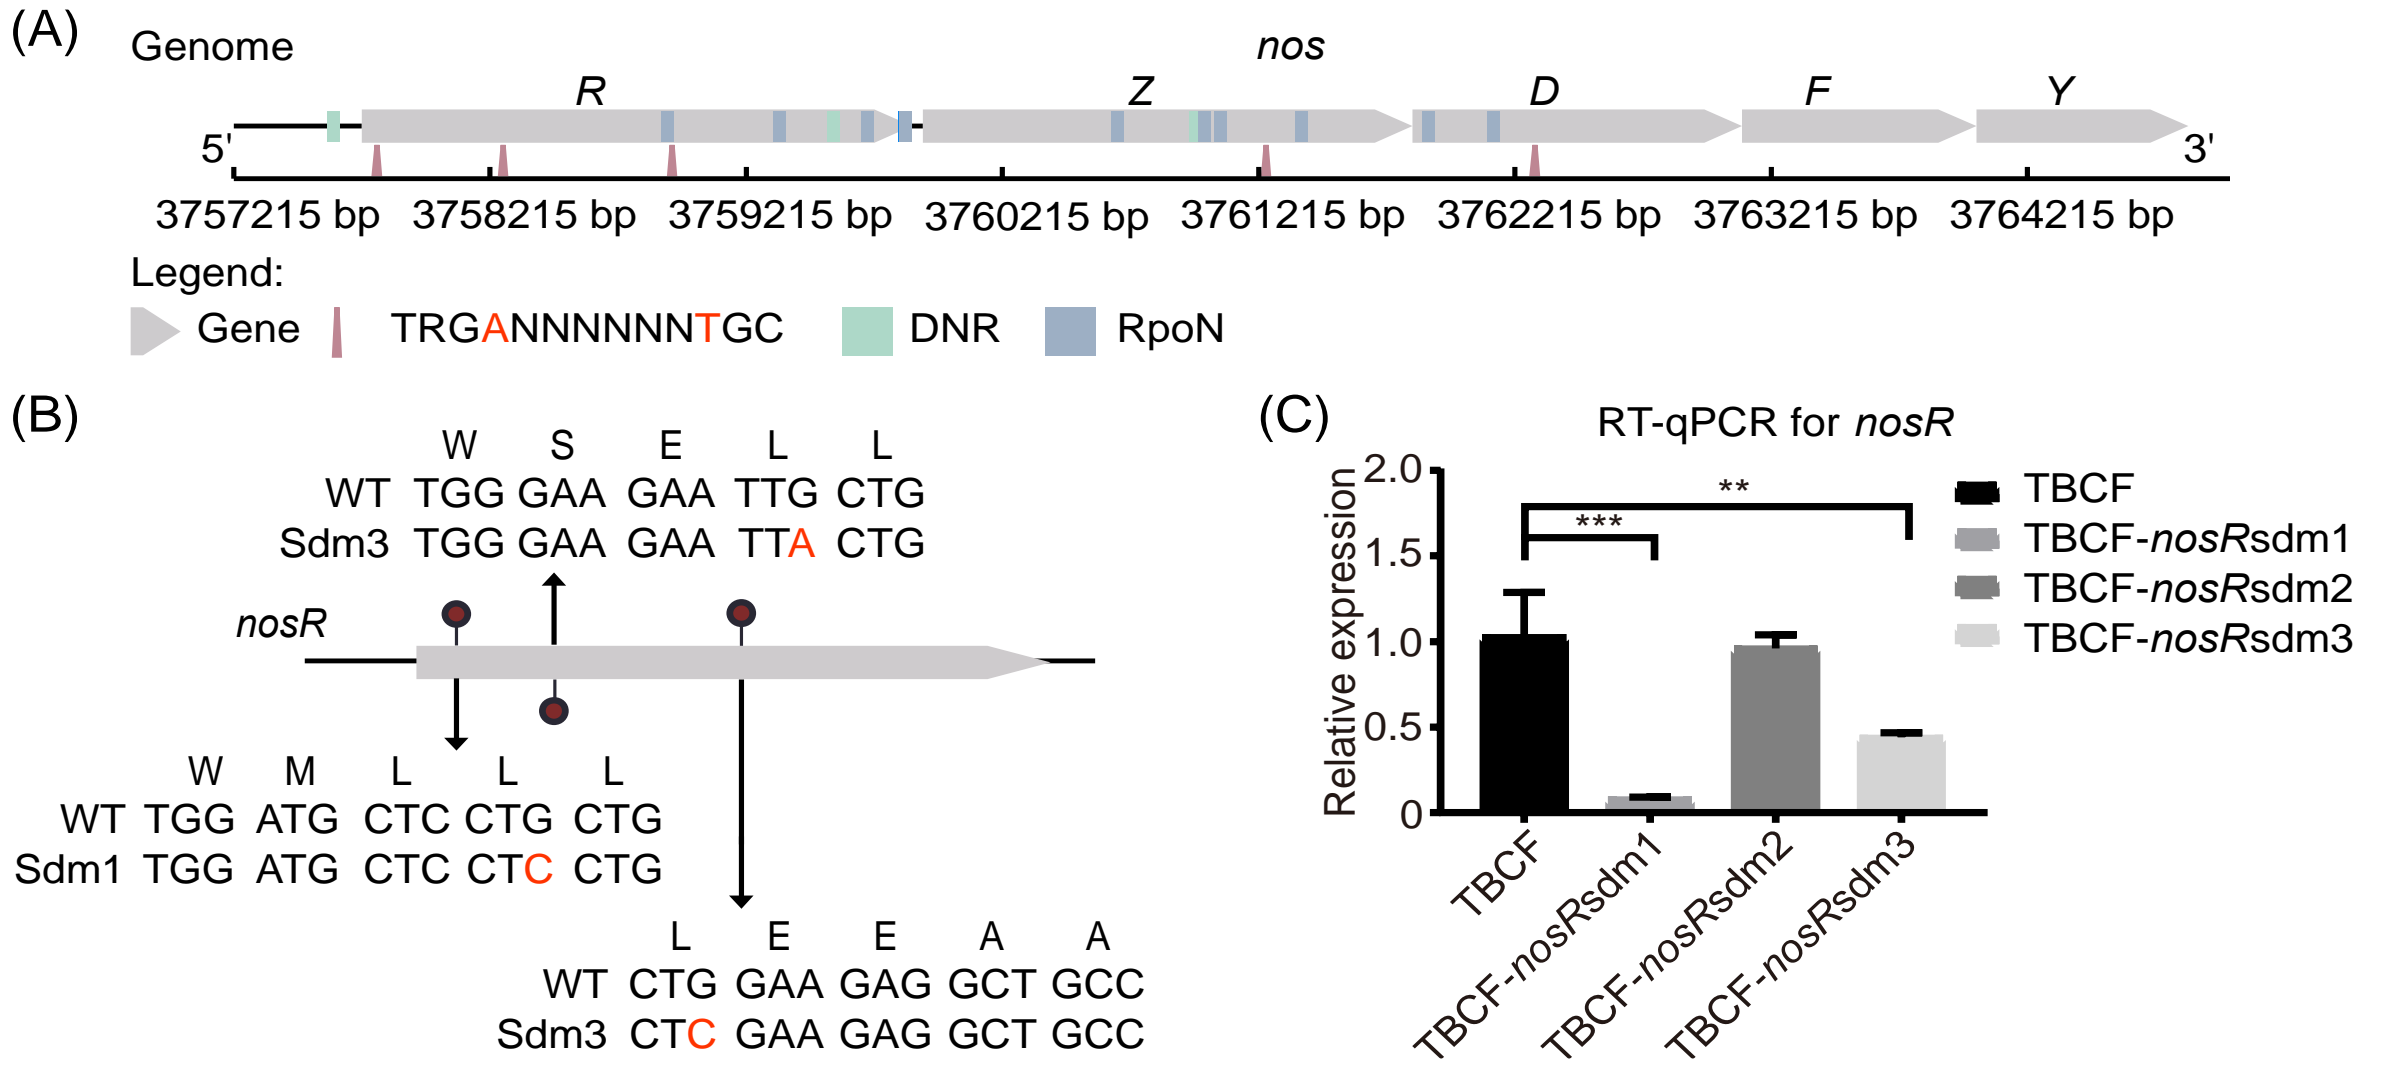 (A)
Genome
nos
R Z D F Y
5' 3'
3757215 bp 3758215 bp 3759215 bp 3760215 bp 3761215 bp 3762215 bp 3763215 bp 3764215 bp
Legend:
Gene TRGANNNNNNNTGC DNR RpoN
(B)
W S E L L
WT TGG GAA GAA TTG CTG
Sdm3 TGG GAA GAA TTA CTG
nosR
W M L L L
WT TGG ATG CTC CTG CTG
Sdm1 TGG ATG CTC CTC CTG
L E E A A
WT CTG GAA GAG GCT GCC
Sdm3 CTC GAA GAG GCT GCC
(C)
RT-qPCR for nosR
Relative expression
2.0
1.5
1.0
0.5
0
**
***
TBCF
TBCF-nosRsdm1
TBCF-nosRsdm2
TBCF-nosRsdm3
TBCF
TBCF-nosRsdm1
TBCF-nosRsdm2
TBCF-nosRsdm3